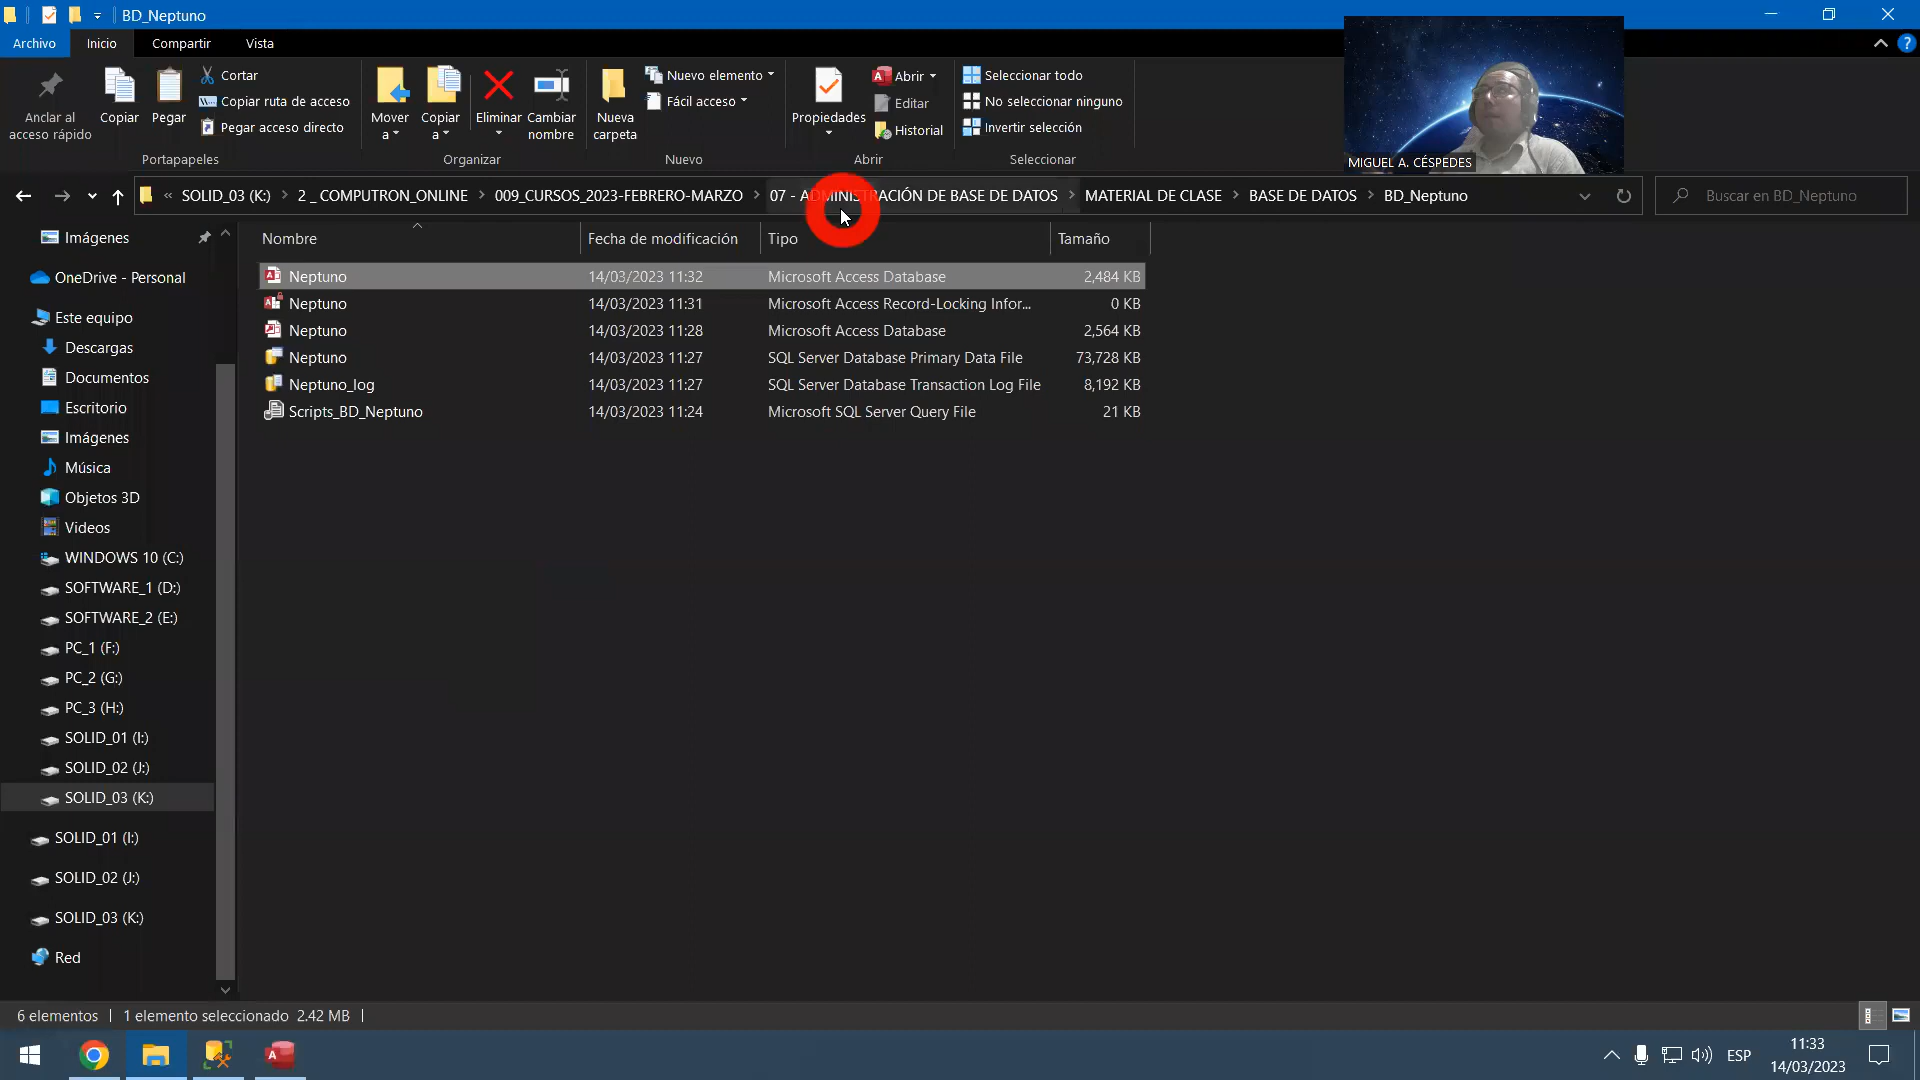 BD_Neptuno
Archivo
Inicio
Compartir
Vista
Anclar al
acceso rápido
Copiar
Pegar
Cortar
Copiar ruta de acceso
Pegar acceso directo
Portapapeles
Mover
a
Copiar
a
Eliminar
Cambiar
nombre
Organizar
Nueva
carpeta
Nuevo elemento
Fácil acceso
Nuevo
Propiedades
Abrir
Editar
Historial
Abrir
Seleccionar todo
No seleccionar ninguno
Invertir selección
Seleccionar
MIGUEL A. CÉSPEDES
« SOLID_03 (K:) > 2 _ COMPUTRON_ONLINE > 009_CURSOS_2023-FEBRERO-MARZO > 07 - ADMINISTRACIÓN DE BASE DE DATOS > MATERIAL DE CLASE > BASE DE DATOS > BD_Neptuno
Buscar en BD_Neptuno
Imágenes
OneDrive - Personal
Este equipo
Descargas
Documentos
Escritorio
Imágenes
Música
Objetos 3D
Videos
WINDOWS 10 (C:)
SOFTWARE_1 (D:)
SOFTWARE_2 (E:)
PC_1 (F:)
PC_2 (G:)
PC_3 (H:)
SOLID_01 (I:)
SOLID_02 (J:)
SOLID_03 (K:)
SOLID_01 (I:)
SOLID_02 (J:)
SOLID_03 (K:)
Red
Nombre Fecha de modificación Tipo Tamaño
Neptuno 14/03/2023 11:32 Microsoft Access Database 2,484 KB
Neptuno 14/03/2023 11:31 Microsoft Access Record-Locking Infor... 0 KB
Neptuno 14/03/2023 11:28 Microsoft Access Database 2,564 KB
Neptuno 14/03/2023 11:27 SQL Server Database Primary Data File 73,728 KB
Neptuno_log 14/03/2023 11:27 SQL Server Database Transaction Log File 8,192 KB
Scripts_BD_Neptuno 14/03/2023 11:24 Microsoft SQL Server Query File 21 KB
6 elementos 1 elemento seleccionado 2.42 MB
ESP
11:33
14/03/2023